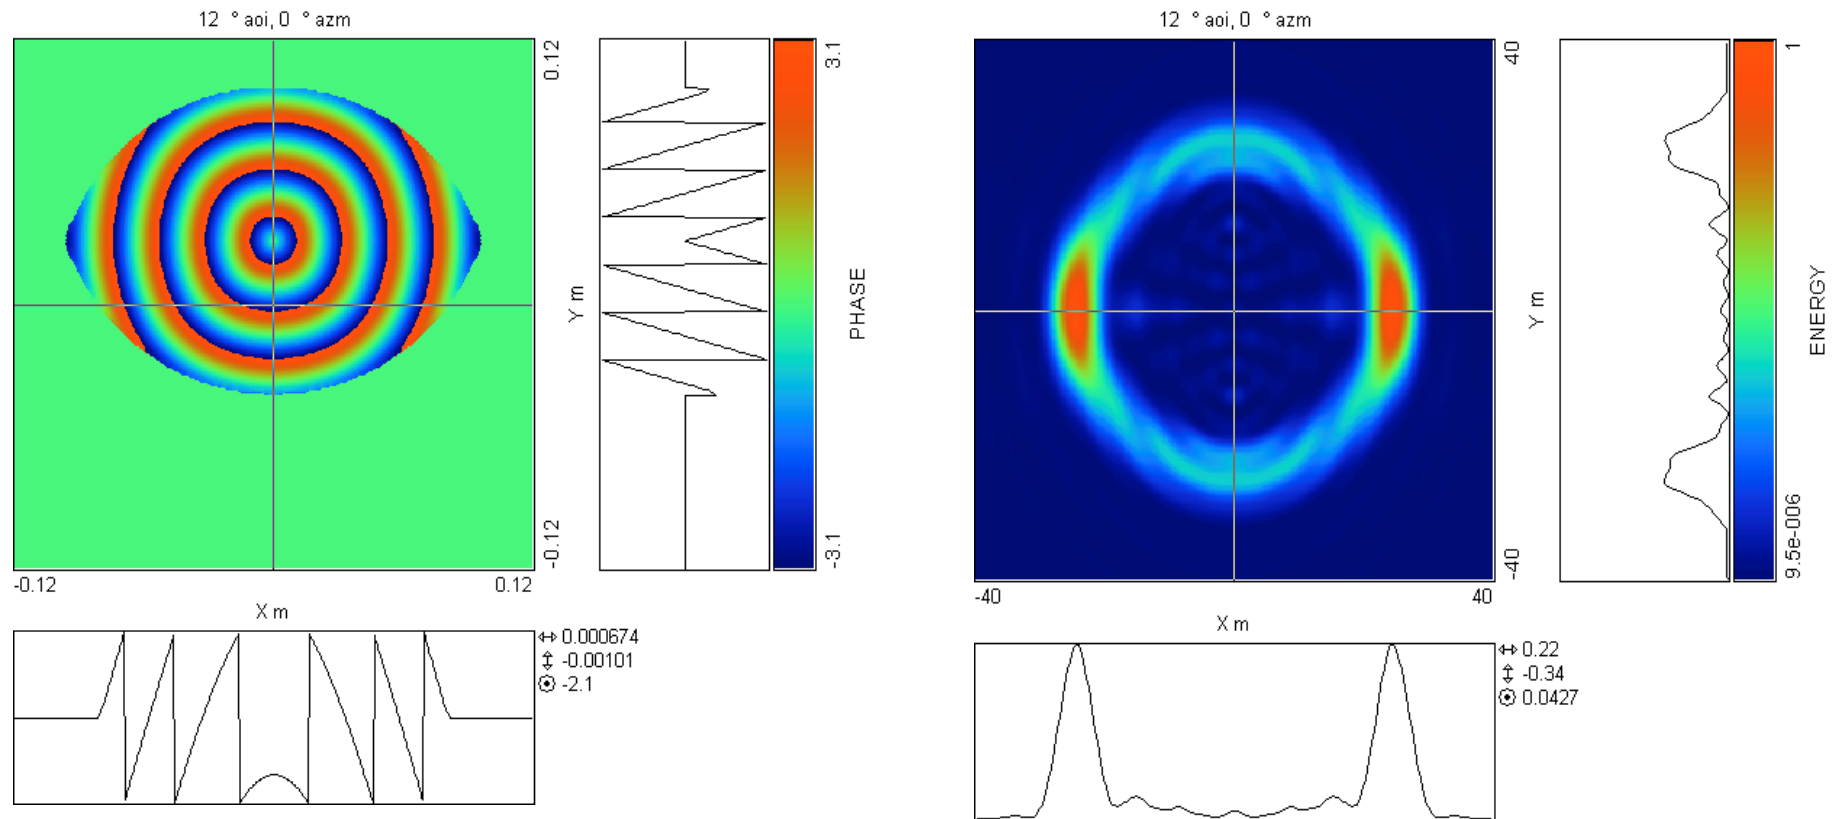 12 ° aoi, 0 ° azm
0.12
Y m
-0.12
3.1
PHASE
-3.1
-0.12
0.12
X m
0.000674
-0.00101
-2.1
12 ° aoi, 0 ° azm
40
Y m
-40
1
ENERGY
9.5e-006
-40
40
X m
0.22
-0.34
0.0427